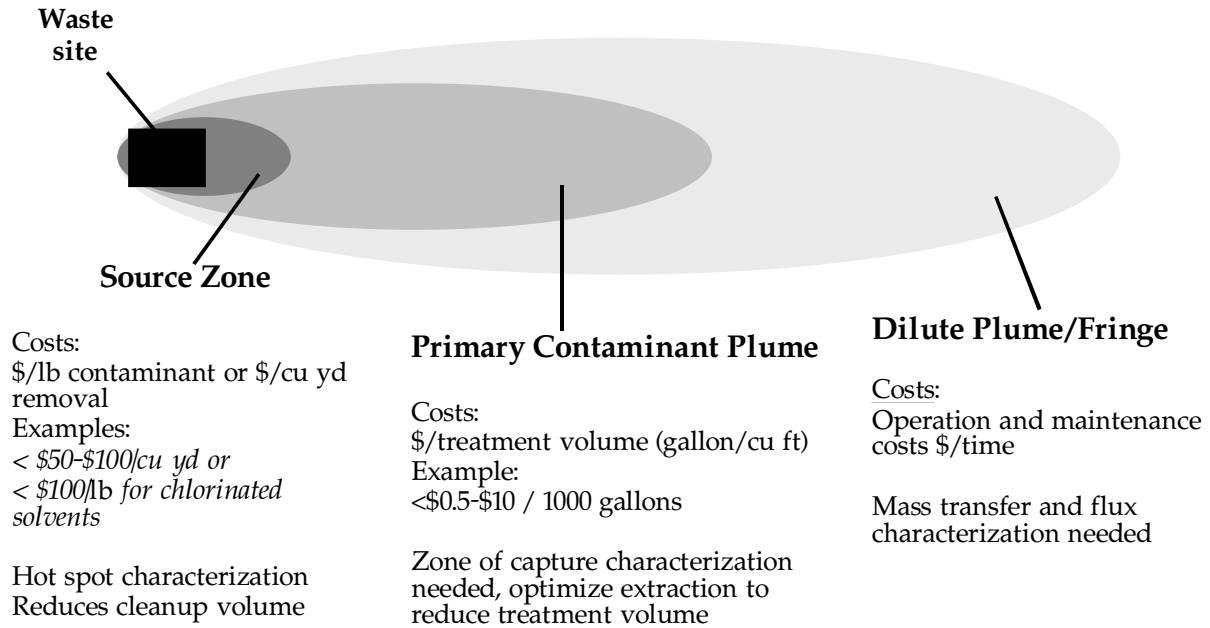 Waste
site
Source Zone
Costs:
$/lb contaminant or $/cu yd
removal
Examples:
< $50-$100/cu yd or
< $100/lb for chlorinated
solvents
Hot spot characterization
Reduces cleanup volume
Primary Contaminant Plume
Costs:
$/treatment volume (gallon/cu ft)
Example:
<$0.5-$10 / 1000 gallons
Zone of capture characterization
needed, optimize extraction to
reduce treatment volume
Dilute Plume/Fringe
Costs:
Operation and maintenance
costs $/time
Mass transfer and flux
characterization needed